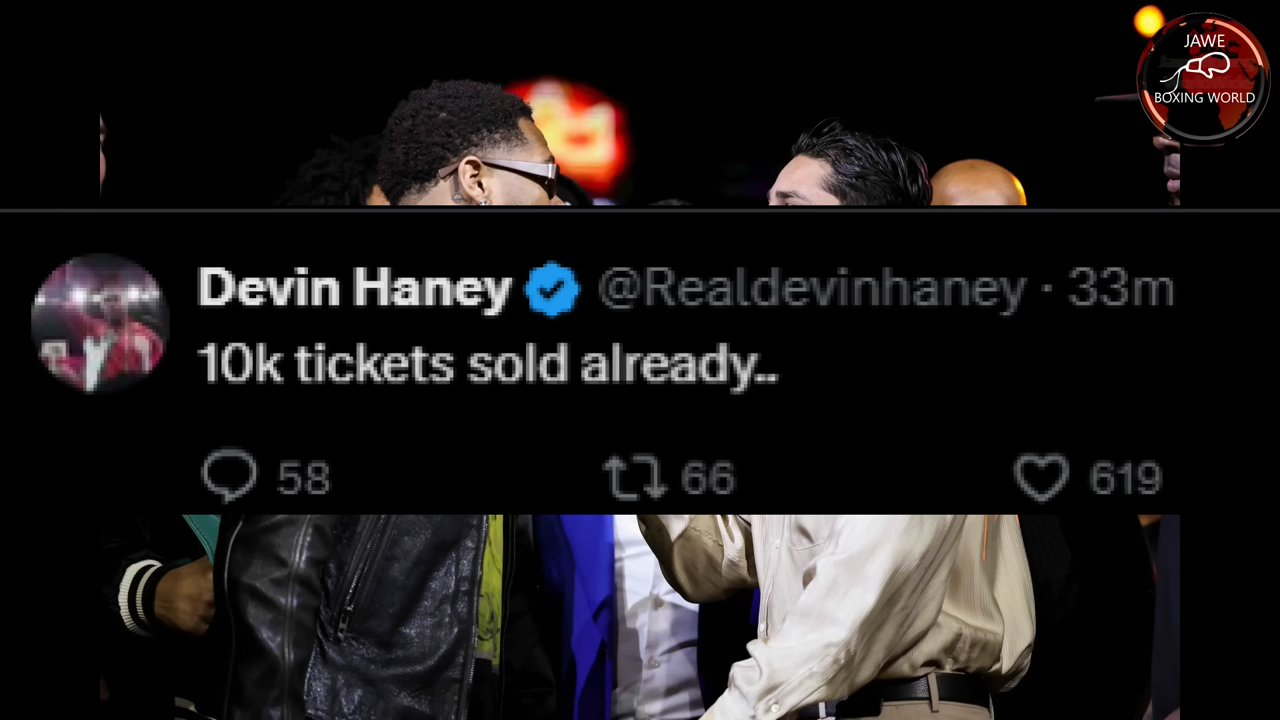 JAWE
BOXING WORLD
Devin Haney @Realdevinhaney · 33m
10k tickets sold already..
58 66 619